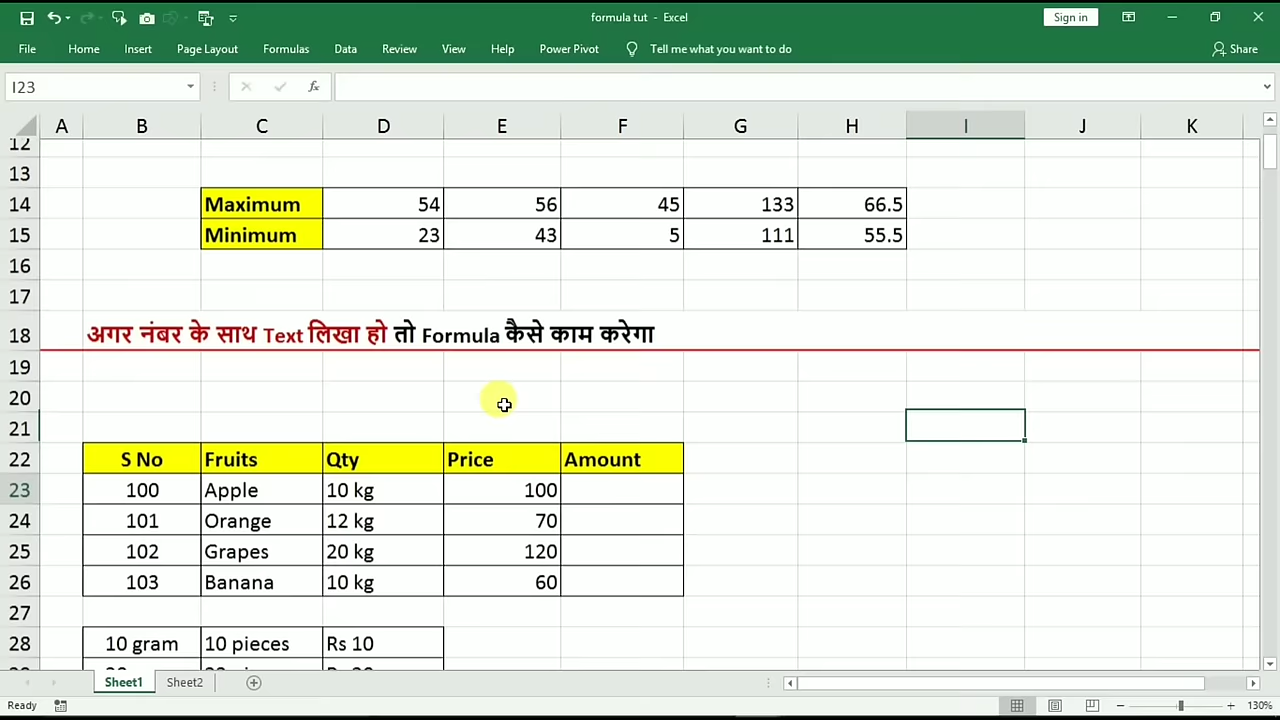 formula tut - Excel
Sign in
File Home Insert Page Layout Formulas Data Review View Help Power Pivot Tell me what you want to do Share
I23 fx
A B C D E F G H I J K
12
13
14 Maximum 54 56 45 133 66.5
15 Minimum 23 43 5 111 55.5
16
17
18 अगर नंबर के साथ Text लिखा हो तो Formula कैसे काम करेगा
19
20
21
22 S No Fruits Qty Price Amount
23 100 Apple 10 kg 100
24 101 Orange 12 kg 70
25 102 Grapes 20 kg 120
26 103 Banana 10 kg 60
27
28 10 gram 10 pieces Rs 10
Sheet1 Sheet2
Ready 130%